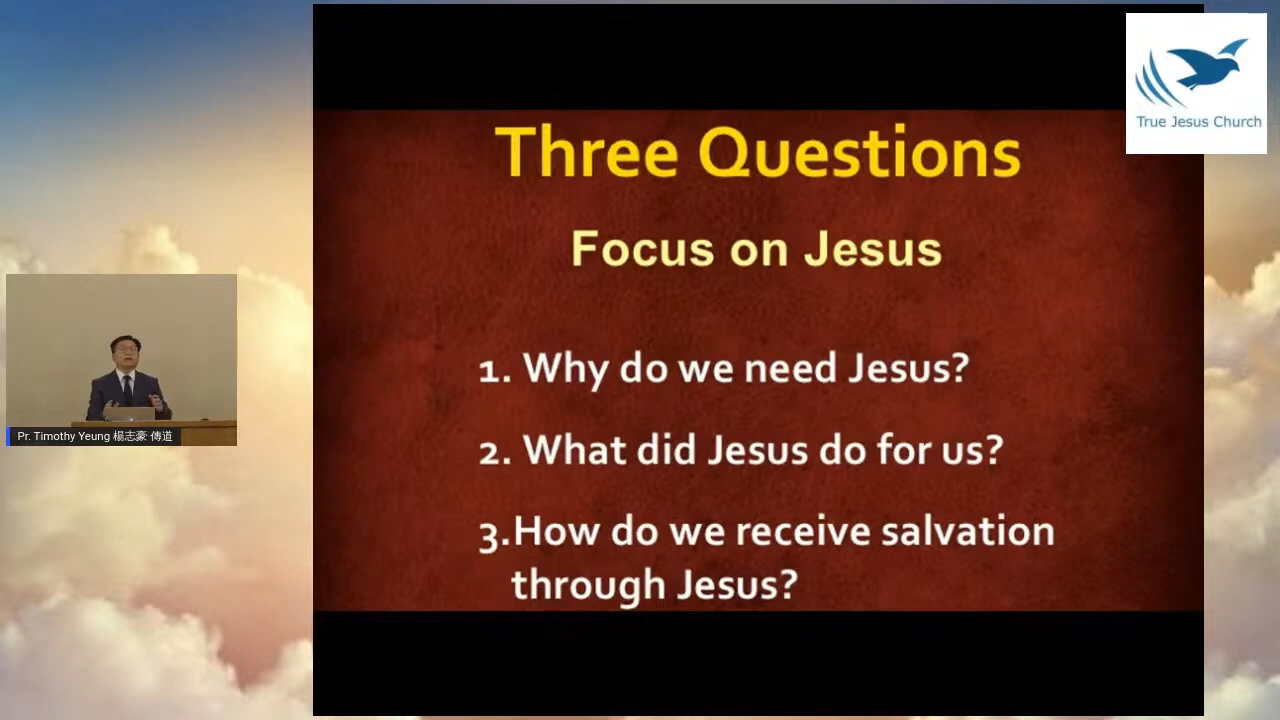 True Jesus Church
Three Questions
Focus on Jesus
1. Why do we need Jesus?
2. What did Jesus do for us?
3.How do we receive salvation
through Jesus?
Pr. Timothy Yeung 楊志豪 傳道